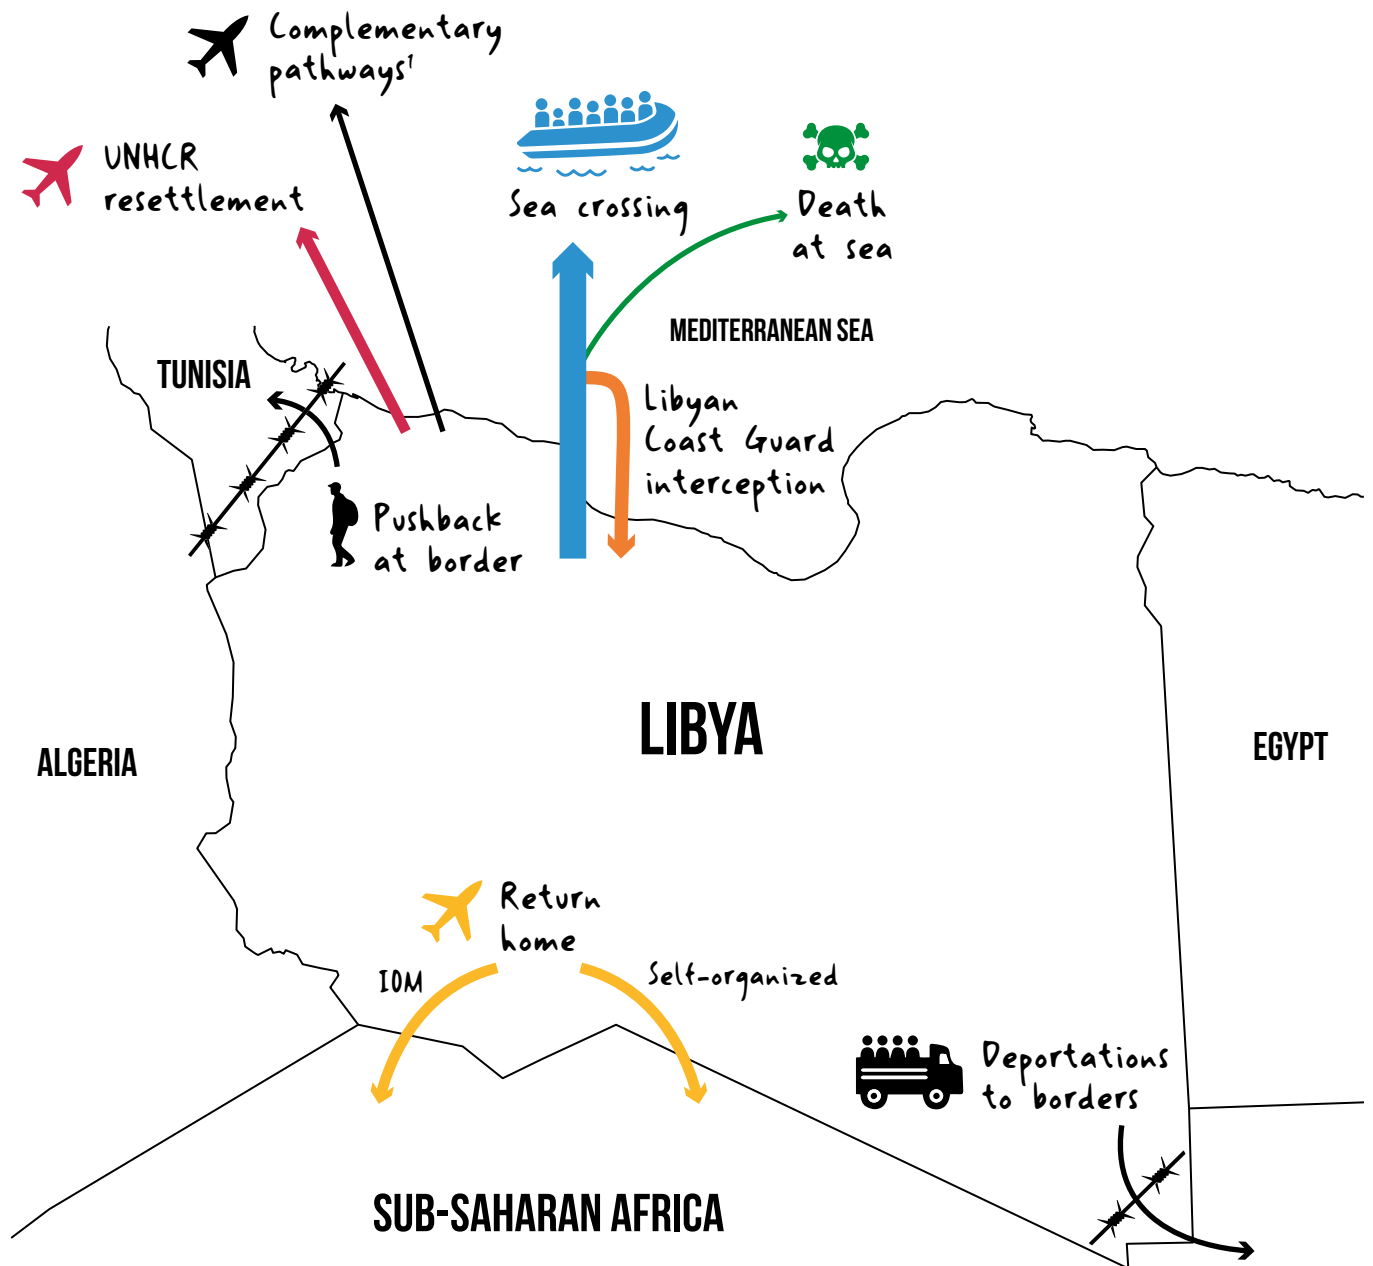 Complementary
pathways¹
UNHCR
resettlement
Sea crossing
Death
at sea
MEDITERRANEAN SEA
TUNISIA
Libyan
Coast Guard
interception
Pushback
at border
LIBYA
ALGERIA
EGYPT
Return
home
IOM
Self-organized
Deportations
to borders
SUB-SAHARAN AFRICA